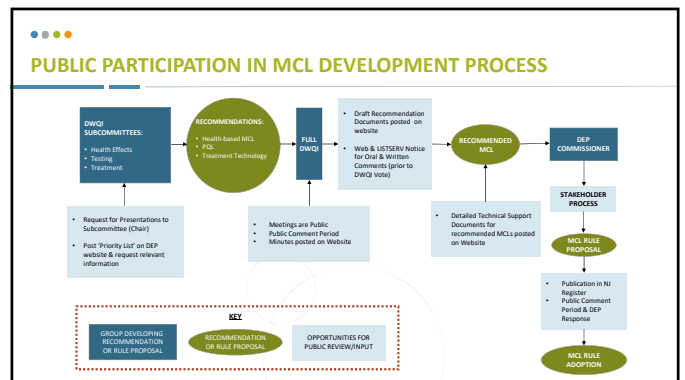 PUBLIC PARTICIPATION IN MCL DEVELOPMENT PROCESS
DWQI
SUBCOMMITTEES:
• Health Effects
• Testing
• Treatment
RECOMMENDATIONS:
• Health-based MCL
• PQL
• Treatment Technology
FULL
DWQI
• Draft Recommendation
Documents posted on
website
• Web & LISTSERV Notice
for Oral & Written
Comments (prior to
DWQI Vote)
RECOMMENDED
MCL
DEP
COMMISSIONER
STAKEHOLDER
PROCESS
MCL RULE
PROPOSAL
• Publication in NJ
Register
• Public Comment
Period & DEP
Response
MCL RULE
ADOPTION
• Request for Presentations to
Subcommittee (Chair)
• Post 'Priority List' on DEP
website & request relevant
information
• Meetings are Public
• Public Comment Period
• Minutes posted on Website
• Detailed Technical Support
Documents for
recommended MCLs posted
on Website
KEY
GROUP DEVELOPING
RECOMMENDATION
OR RULE PROPOSAL
RECOMMENDATION
OR RULE PROPOSAL
OPPORTUNITIES FOR
PUBLIC REVIEW/INPUT